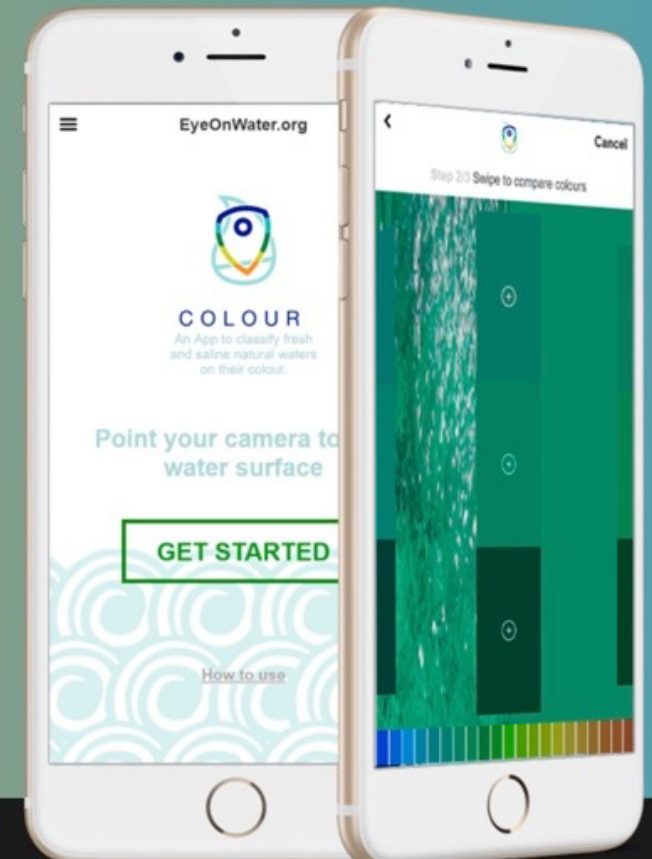 EyeOnWater.org
COLOUR
An App to classify fresh
and saline natural waters
on their colour.
Point your camera to
water surface
GET STARTED
How to use
Cancel
Step 2/3 Swipe to compare colours